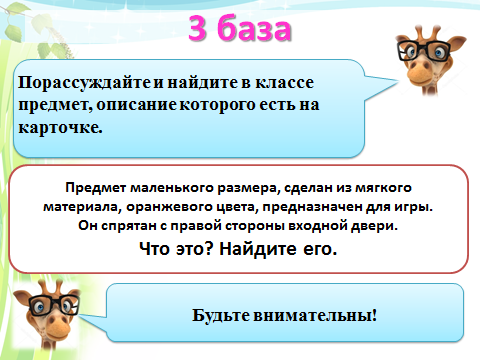 3 база
Порассуждайте и найдите в классе
предмет, описание которого есть на
карточке.
Предмет маленького размера, сделан из мягкого
материала, оранжевого цвета, предназначен для игры.
Он спрятан с правой стороны входной двери.
Что это? Найдите его.
Будьте внимательны!